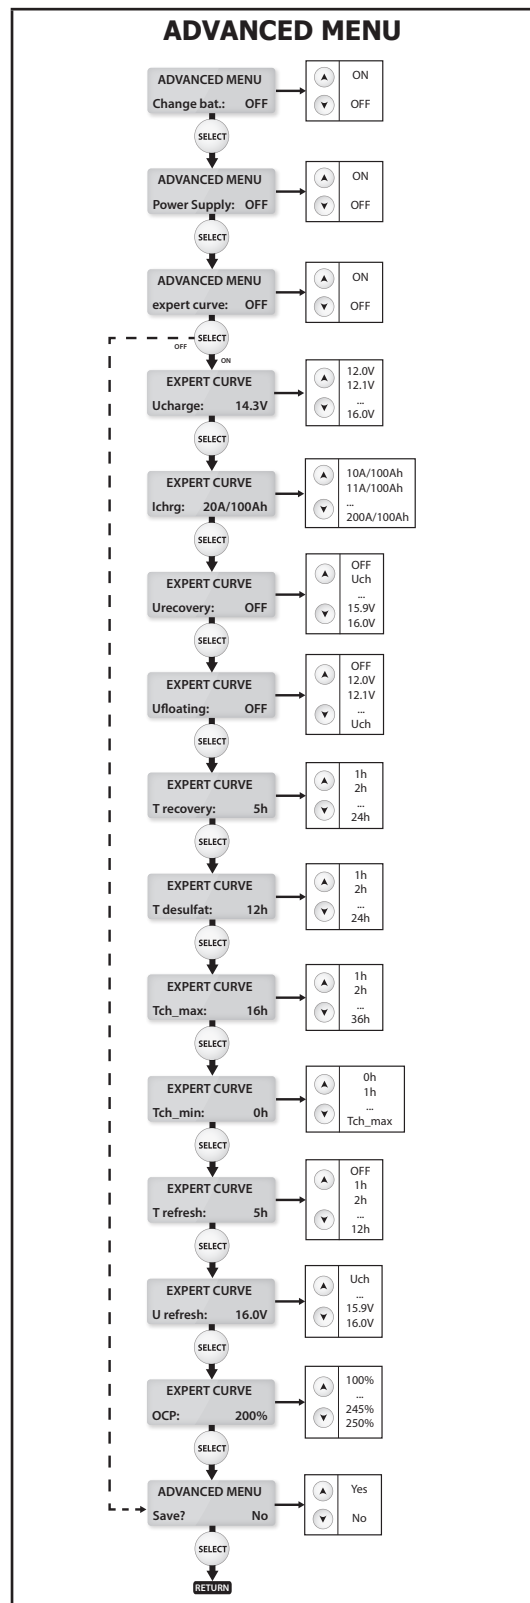 ADVANCED MENU
ADVANCED MENU
Change bat.: OFF
ON
OFF
SELECT
ADVANCED MENU
Power Supply: OFF
ON
OFF
SELECT
ADVANCED MENU
expert curve: OFF
ON
OFF
SELECT
OFF
ON
EXPERT CURVE
Ucharge: 14.3V
12.0V
12.1V
...
16.0V
SELECT
EXPERT CURVE
Ichrg: 20A/100Ah
10A/100Ah
11A/100Ah
...
200A/100Ah
SELECT
EXPERT CURVE
Urecovery: OFF
OFF
Uch
...
15.9V
16.0V
SELECT
EXPERT CURVE
Ufloating: OFF
OFF
12.0V
12.1V
...
Uch
SELECT
EXPERT CURVE
T recovery: 5h
1h
2h
...
24h
SELECT
EXPERT CURVE
T desulfat: 12h
1h
2h
...
24h
SELECT
EXPERT CURVE
Tch_max: 16h
1h
2h
...
36h
SELECT
EXPERT CURVE
Tch_min: 0h
0h
1h
...
Tch_max
SELECT
EXPERT CURVE
T refresh: 5h
OFF
1h
2h
...
12h
SELECT
EXPERT CURVE
U refresh: 16.0V
Uch
...
15.9V
16.0V
SELECT
EXPERT CURVE
OCP: 200%
100%
...
245%
250%
SELECT
ADVANCED MENU
Save? No
Yes
No
SELECT
RETURN